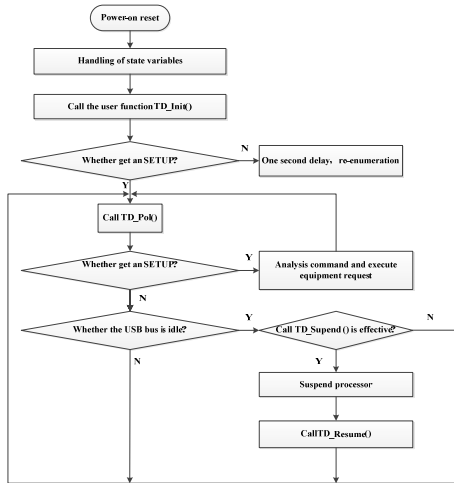 Power-on reset
Handling of state variables
Call the user function TD_Init()
Whether get an SETUP?
N
One second delay, re-enumeration
Y
Call TD_Pol()
Whether get an SETUP?
Y
Analysis command and execute
equipment request
N
Whether the USB bus is idle?
Y
Call TD_Supend () is effective?
N
N
Y
Suspend processor
CallTD_Resume()